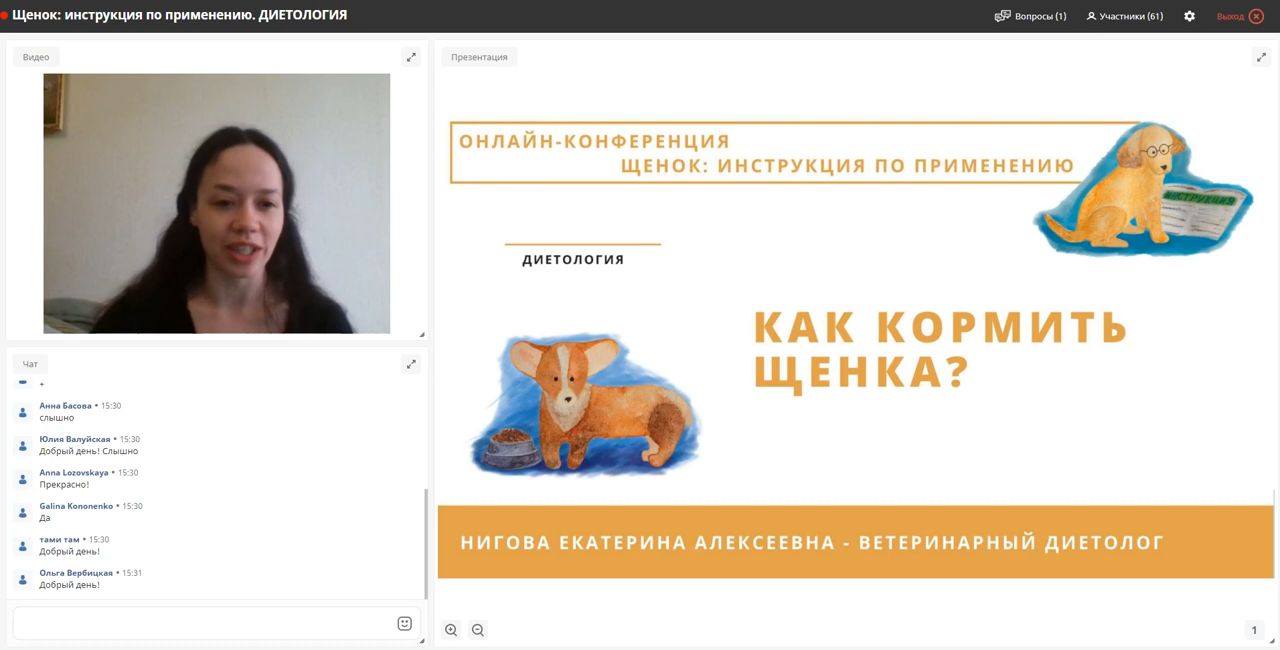 Щенок: инструкция по применению. ДИЕТОЛОГИЯ
Вопросы (1)
Участники (61)
Выход
Видео
Презентация
ОНЛАЙН-КОНФЕРЕНЦИЯ
ЩЕНОК: ИНСТРУКЦИЯ ПО ПРИМЕНЕНИЮ
ИНСТРУКЦИЯ
ДИЕТОЛОГИЯ
КАК КОРМИТЬ
ЩЕНКА?
НИГОВА ЕКАТЕРИНА АЛЕКСЕЕВНА - ВЕТЕРИНАРНЫЙ ДИЕТОЛОГ
1
Чат
+
Анна Басова • 15:30
слышно
Юлия Валуйская • 15:30
Добрый день! Слышно
Anna Lozovskaya • 15:30
Прекрасно!
Galina Kononenko • 15:30
Да
тами там • 15:30
Добрый день!
Ольга Вербицкая • 15:31
Добрый день!